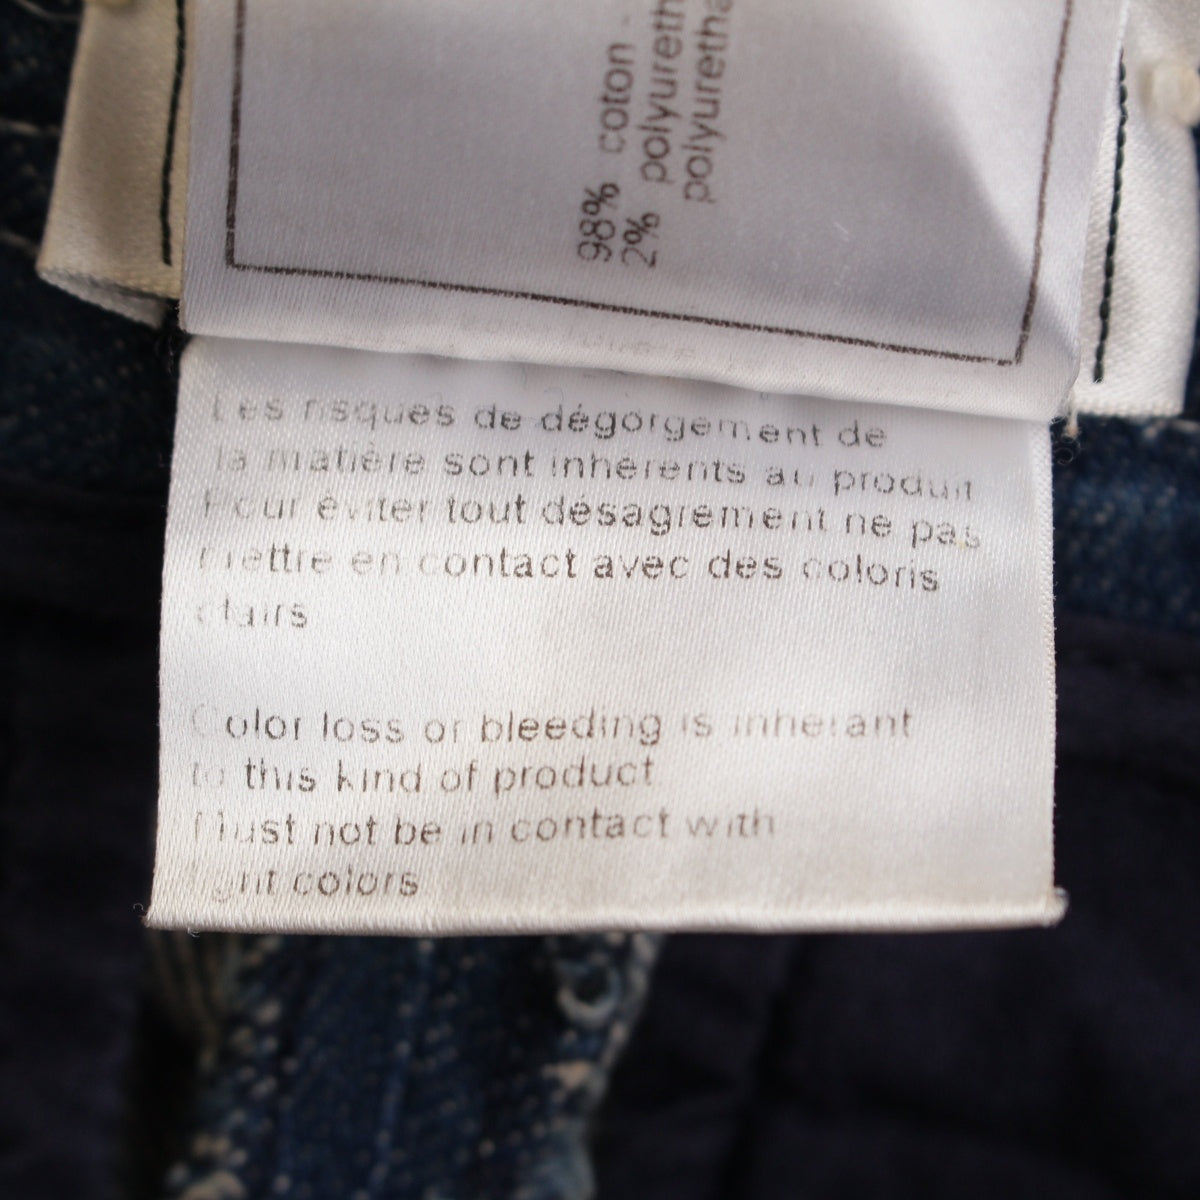 98% coton -
2% polyureth
polyuretha
Les risques de dégorgement de
la matière sont inhérents au produit
Pour éviter tout désagrément ne pas
mettre en contact avec des coloris
clairs
Color loss or bleeding is inherant
to this kind of product
Must not be in contact with
light colors